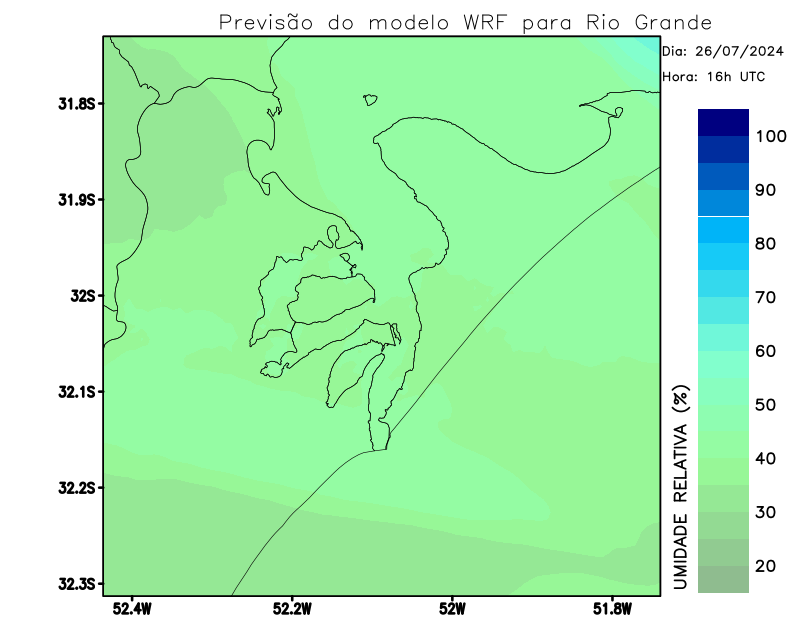 Previsão do modelo WRF para Rio Grande
Dia: 26/07/2024
Hora: 16h UTC
31.8S
31.9S
32S
32.1S
32.2S
32.3S
52.4W
52.2W
52W
51.8W
100
90
80
70
60
50
40
30
20
UMIDADE RELATIVA (%)